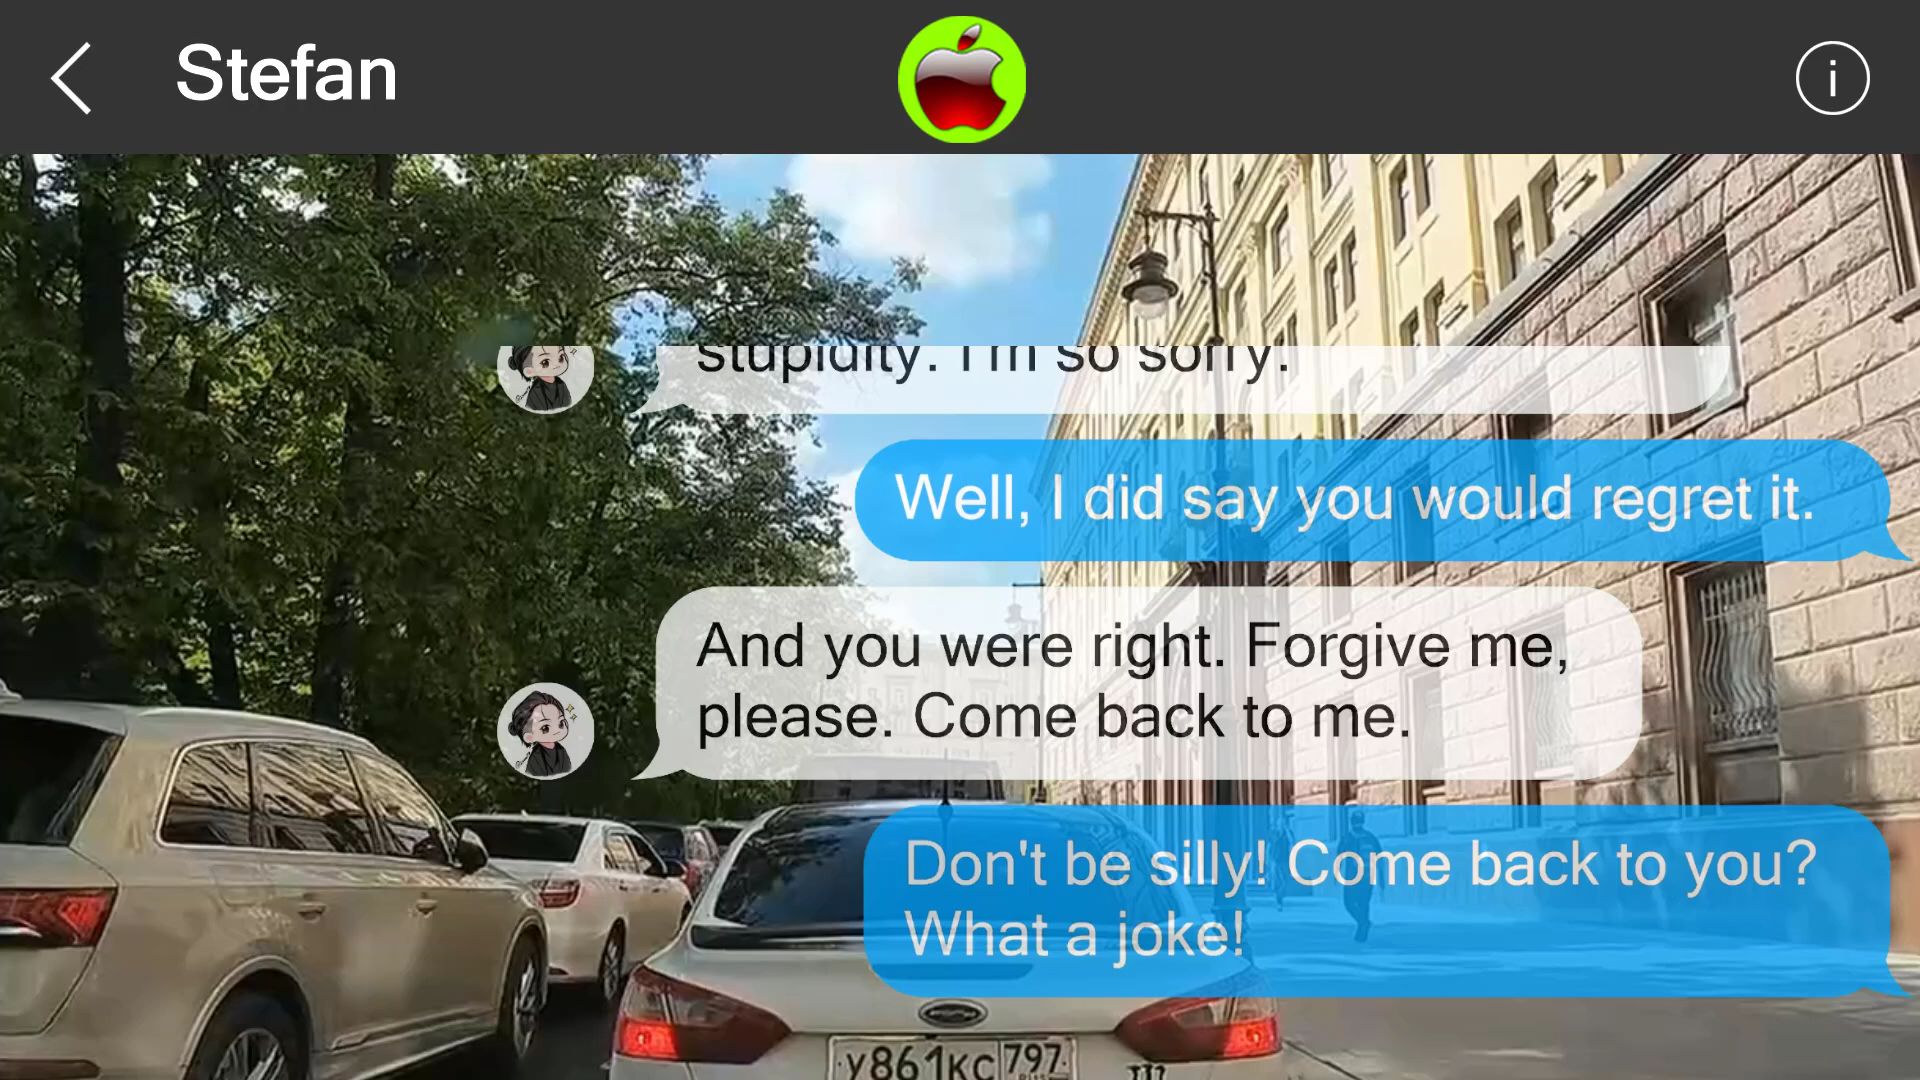 Stefan
stupidity. I'm so sorry.
Well, I did say you would regret it.
And you were right. Forgive me,
please. Come back to me.
Don't be silly! Come back to you?
What a joke!
у861кс 797
RUS